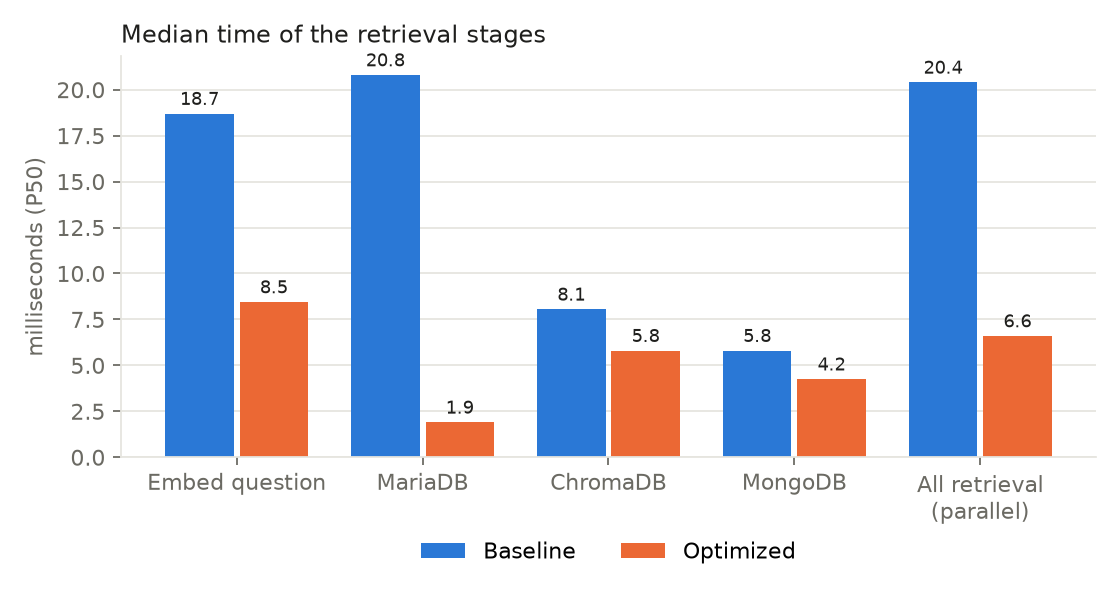 Median time of the retrieval stages
milliseconds (P50)
20.0
17.5
15.0
12.5
10.0
7.5
5.0
2.5
0.0
18.7
8.5
20.8
1.9
8.1
5.8
5.8
4.2
20.4
6.6
Embed question
MariaDB
ChromaDB
MongoDB
All retrieval
(parallel)
Baseline
Optimized